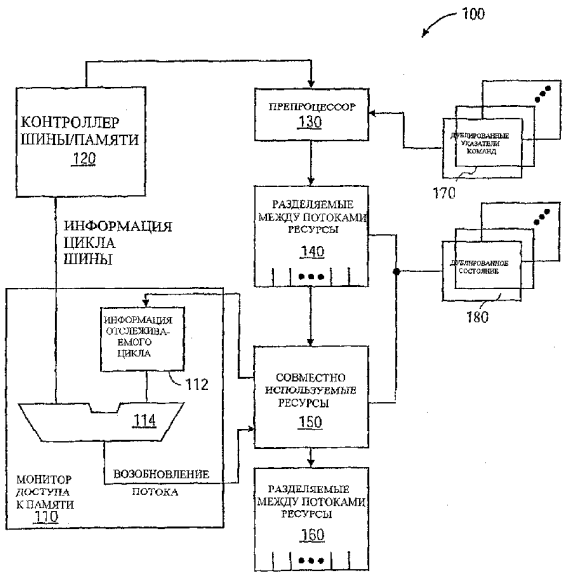 100
КОНТРОЛЛЕР
ШИНЫ/ПАМЯТИ
120
ПРЕПРОЦЕССОР
130
ДУБЛИРОВАННЫЕ
УКАЗАТЕЛИ
КОМАНД
170
ИНФОРМАЦИЯ
ЦИКЛА
ШИНЫ
РАЗДЕЛЯЕМЫЕ
МЕЖДУ ПОТОКАМИ
РЕСУРСЫ
140
ДУБЛИРОВАННОЕ
СОСТОЯНИЕ
180
ИНФОРМАЦИЯ
ОТСЛЕЖИВА-
ЕМОГО
ЦИКЛА
112
114
СОВМЕСТНО
ИСПОЛЬЗУЕМЫЕ
РЕСУРСЫ
150
ВОЗОБНОВЛЕНИЕ
ПОТОКА
МОНИТОР
ДОСТУПА
К ПАМЯТИ
110
РАЗДЕЛЯЕМЫЕ
МЕЖДУ ПОТОКАМИ
РЕСУРСЫ
160